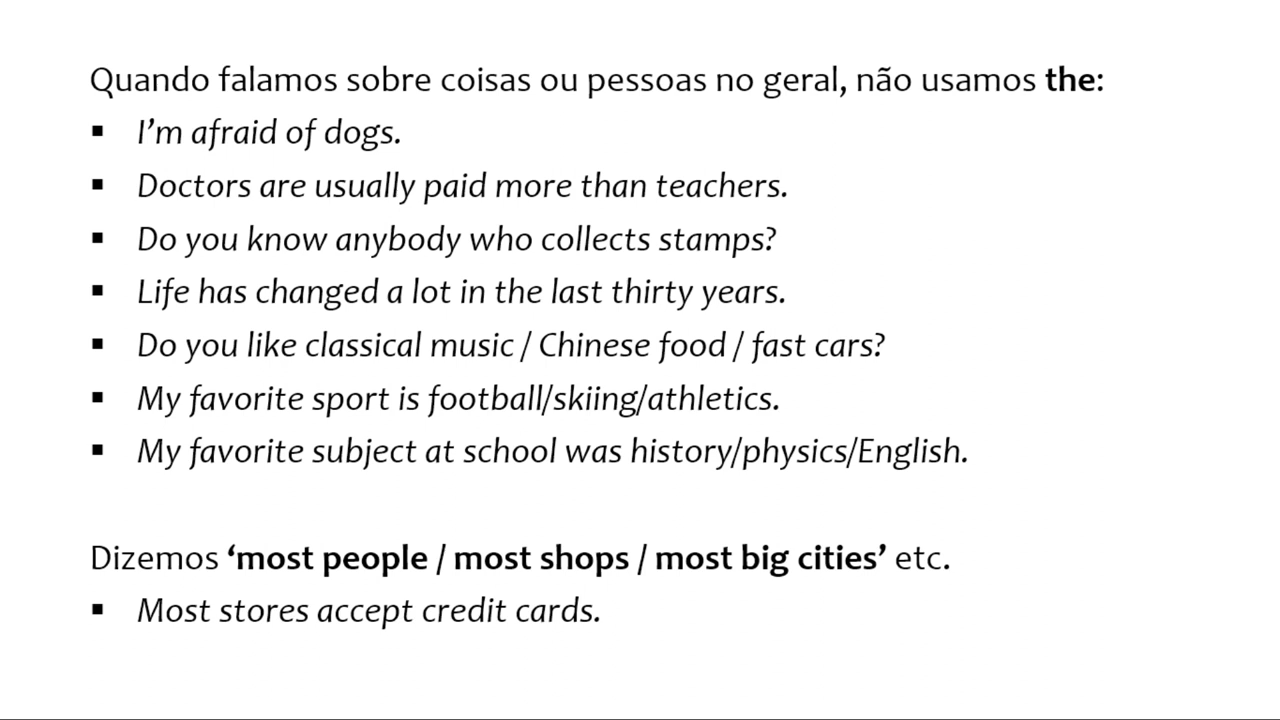 Quando falamos sobre coisas ou pessoas no geral, não usamos the:
▪ I’m afraid of dogs.
▪ Doctors are usually paid more than teachers.
▪ Do you know anybody who collects stamps?
▪ Life has changed a lot in the last thirty years.
▪ Do you like classical music / Chinese food / fast cars?
▪ My favorite sport is football/skiing/athletics.
▪ My favorite subject at school was history/physics/English.
Dizemos ‘most people / most shops / most big cities’ etc.
▪ Most stores accept credit cards.